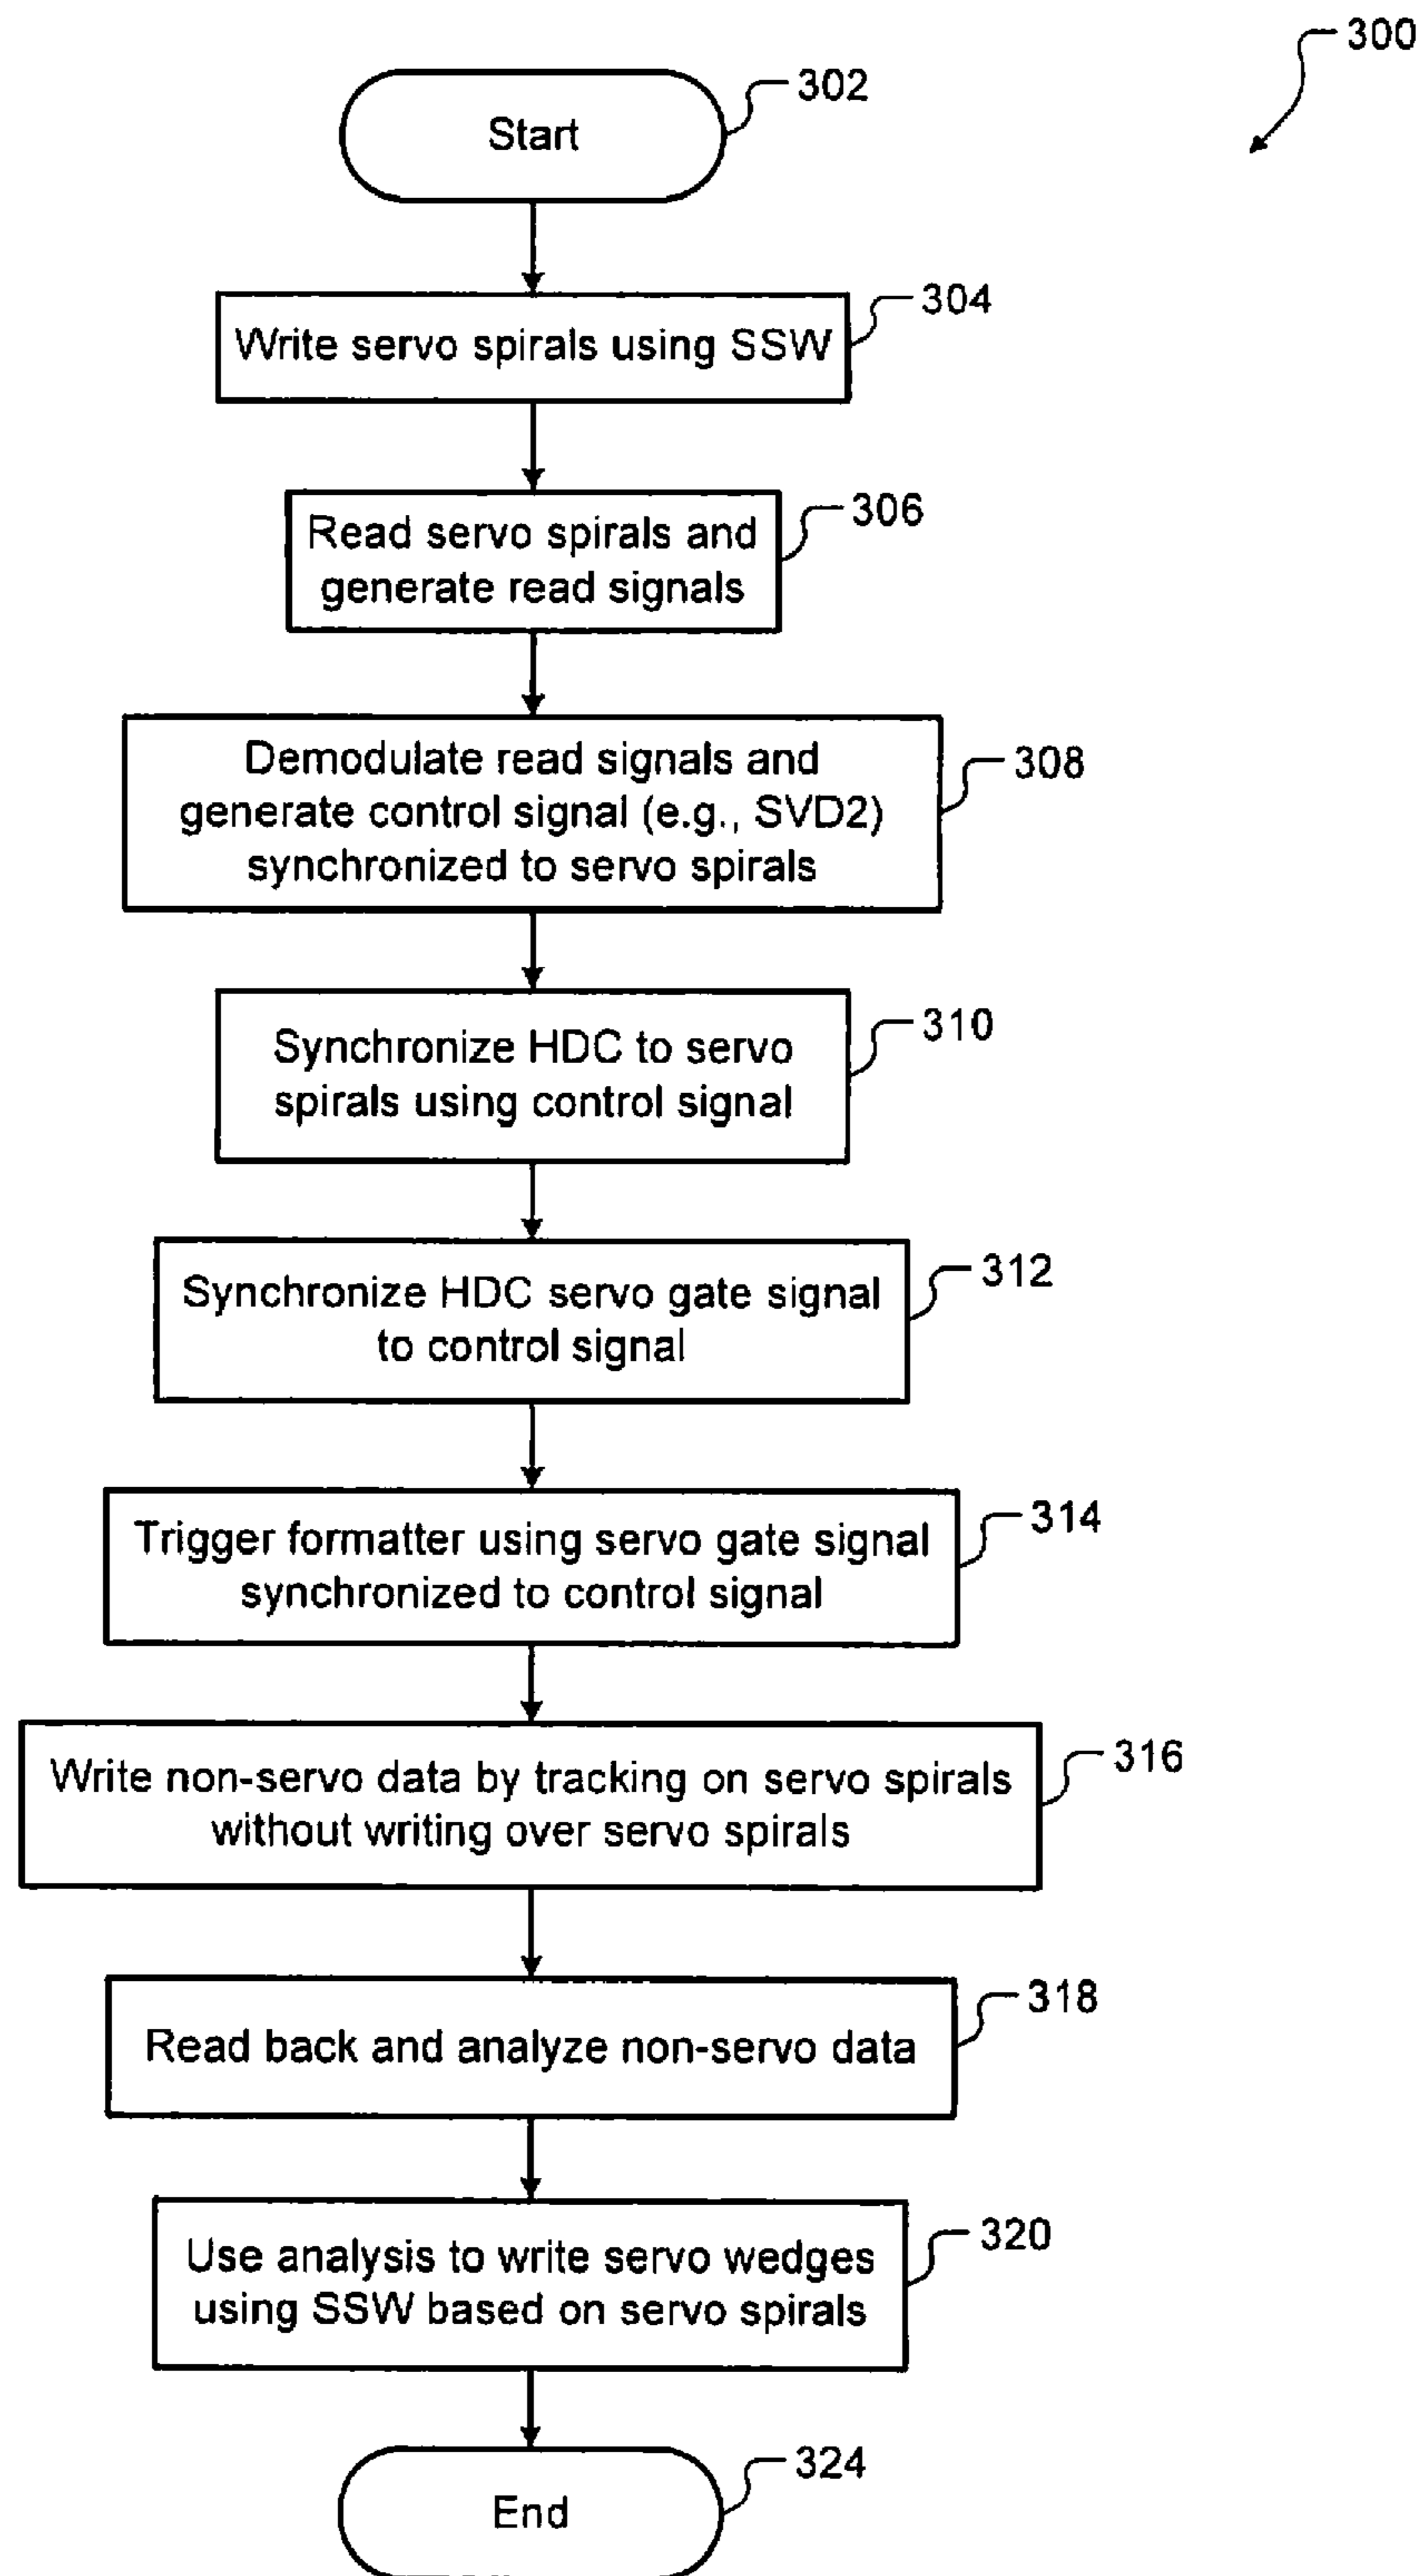 300
302
Start
304
Write servo spirals using SSW
306
Read servo spirals and
generate read signals
308
Demodulate read signals and
generate control signal (e.g., SVD2)
synchronized to servo spirals
310
Synchronize HDC to servo
spirals using control signal
312
Synchronize HDC servo gate signal
to control signal
314
Trigger formatter using servo gate signal
synchronized to control signal
316
Write non-servo data by tracking on servo spirals
without writing over servo spirals
318
Read back and analyze non-servo data
320
Use analysis to write servo wedges
using SSW based on servo spirals
324
End